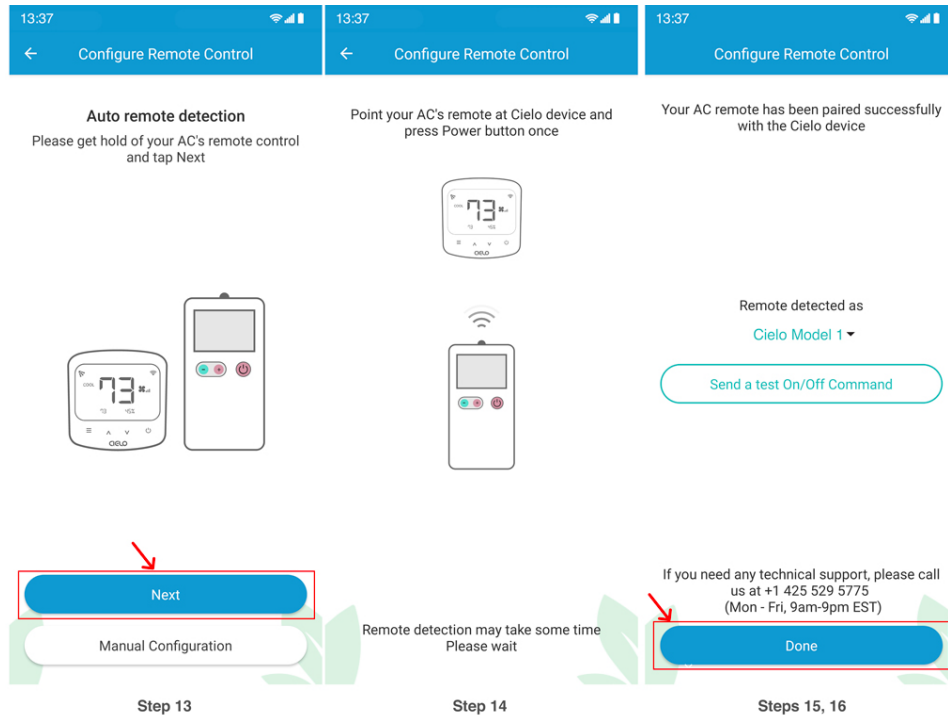 13:37
Configure Remote Control
Auto remote detection
Please get hold of your AC's remote control
and tap Next
COOL
73
73 45%
CIELO
Next
Manual Configuration
Step 13
13:37
Configure Remote Control
Point your AC's remote at Cielo device and
press Power button once
COOL
73
73 45%
CIELO
Remote detection may take some time
Please wait
Step 14
13:37
Configure Remote Control
Your AC remote has been paired successfully
with the Cielo device
Remote detected as
Cielo Model 1
Send a test On/Off Command
If you need any technical support, please call
us at +1 425 529 5775
(Mon - Fri, 9am-9pm EST)
Done
Steps 15, 16